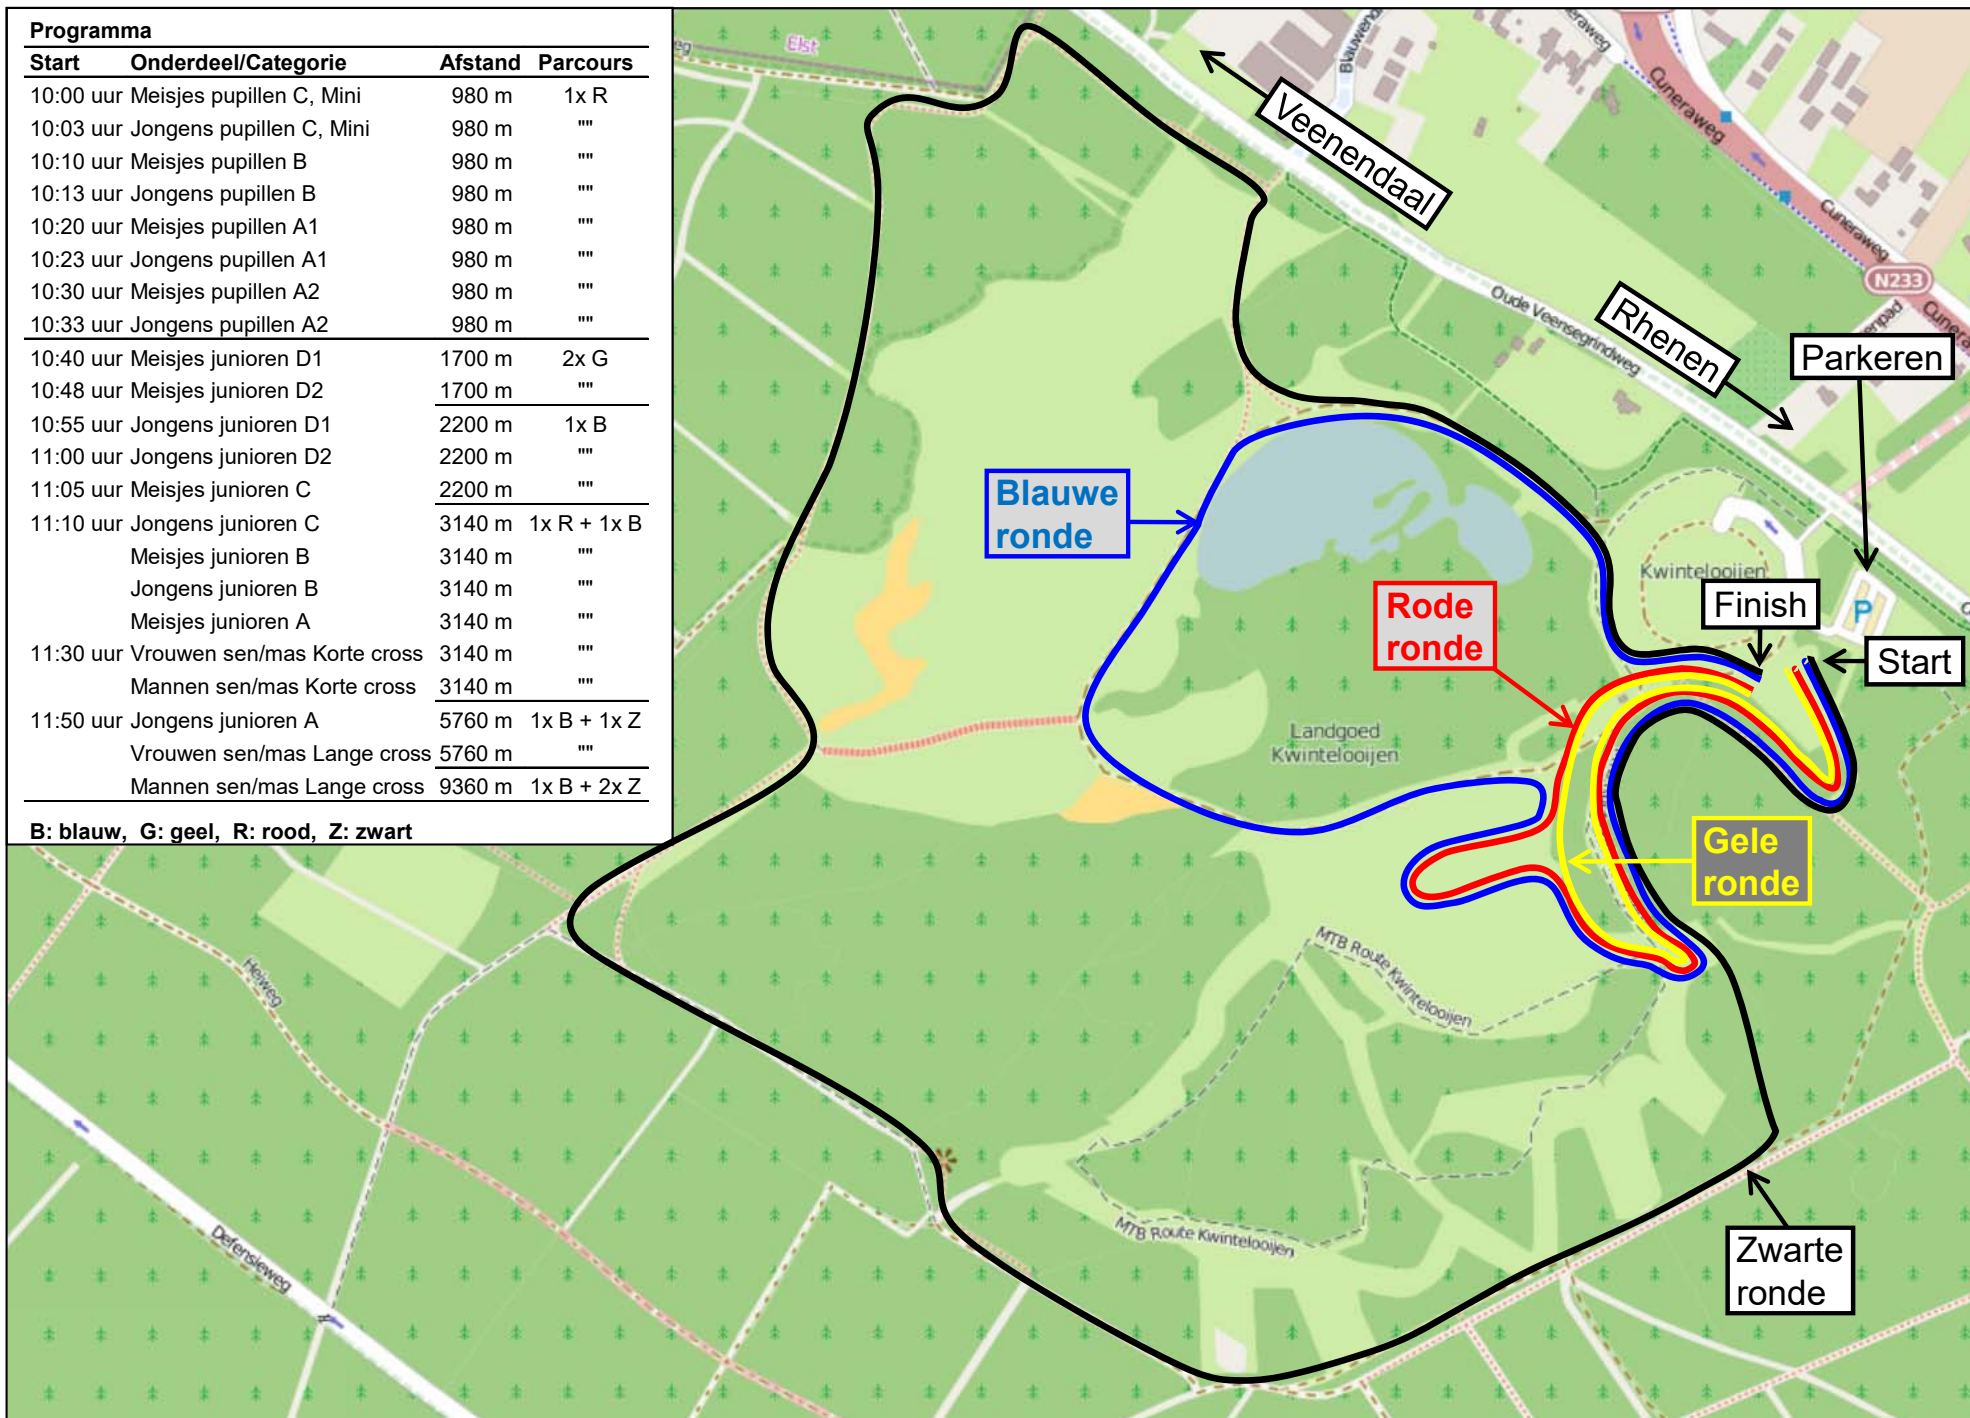 Programma
Start Onderdeel/Categorie Afstand Parcours
10:00 uur Meisjes pupillen C, Mini 980 m 1x R
10:03 uur Jongens pupillen C, Mini 980 m ""
10:10 uur Meisjes pupillen B 980 m ""
10:13 uur Jongens pupillen B 980 m ""
10:20 uur Meisjes pupillen A1 980 m ""
10:23 uur Jongens pupillen A1 980 m ""
10:30 uur Meisjes pupillen A2 980 m ""
10:33 uur Jongens pupillen A2 980 m ""
10:40 uur Meisjes junioren D1 1700 m 2x G
10:48 uur Meisjes junioren D2 1700 m ""
10:55 uur Jongens junioren D1 2200 m 1x B
11:00 uur Jongens junioren D2 2200 m ""
11:05 uur Meisjes junioren C 2200 m ""
11:10 uur Jongens junioren C 3140 m 1x R + 1x B
Meisjes junioren B 3140 m ""
Jongens junioren B 3140 m ""
Meisjes junioren A 3140 m ""
11:30 uur Vrouwen sen/mas Korte cross 3140 m ""
Mannen sen/mas Korte cross 3140 m ""
11:50 uur Jongens junioren A 5760 m 1x B + 1x Z
Vrouwen sen/mas Lange cross 5760 m ""
Mannen sen/mas Lange cross 9360 m 1x B + 2x Z
B: blauw, G: geel, R: rood, Z: zwart
Elst
Cuneraweg
Cuneraweg
Cuneraweg
N233
Veenendaal
Oude Veensegrindweg
Rhenen
Parkeren
Blauwe
ronde
Kwintelooijen
P
Rode
ronde
Finish
Start
Landgoed
Kwintelooijen
Gele
ronde
MTB Route Kwintelooijen
Heiweg
Defensieweg
MTB Route Kwintelooijen
Zwarte
ronde